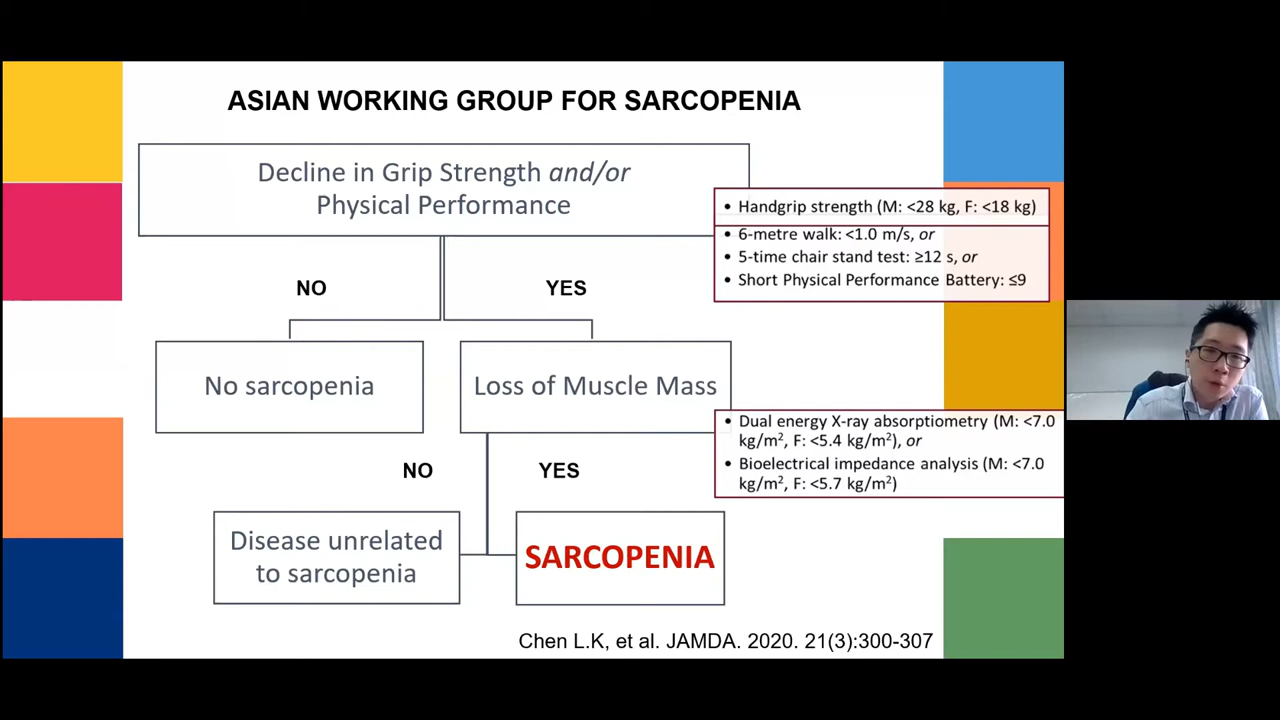 ASIAN WORKING GROUP FOR SARCOPENIA
Decline in Grip Strength and/or
Physical Performance
• Handgrip strength (M: <28 kg, F: <18 kg)
• 6-metre walk: <1.0 m/s, or
• 5-time chair stand test: ≥12 s, or
• Short Physical Performance Battery: ≤9
NO
YES
No sarcopenia
Loss of Muscle Mass
• Dual energy X-ray absorptiometry (M: <7.0
kg/m², F: <5.4 kg/m²), or
• Bioelectrical impedance analysis (M: <7.0
kg/m², F: <5.7 kg/m²)
NO
YES
Disease unrelated
to sarcopenia
SARCOPENIA
Chen L.K, et al. JAMDA. 2020. 21(3):300-307